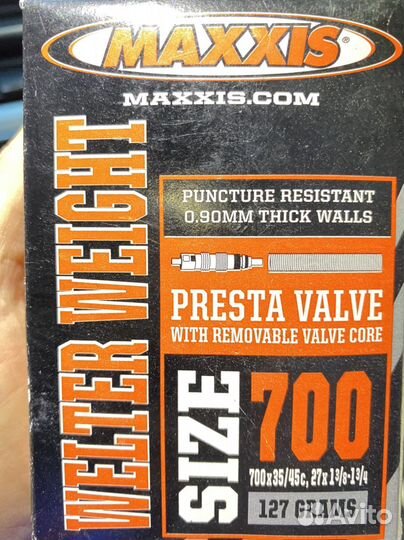 MAXXIS®
MAXXIS.COM
WELTER WEIGHT
PUNCTURE RESISTANT
0.90MM THICK WALLS
PRESTA VALVE
WITH REMOVABLE VALVE CORE
SIZE
700
700x35/45c, 27x1 3/8-1 3/4
127 GRAMS
Avito